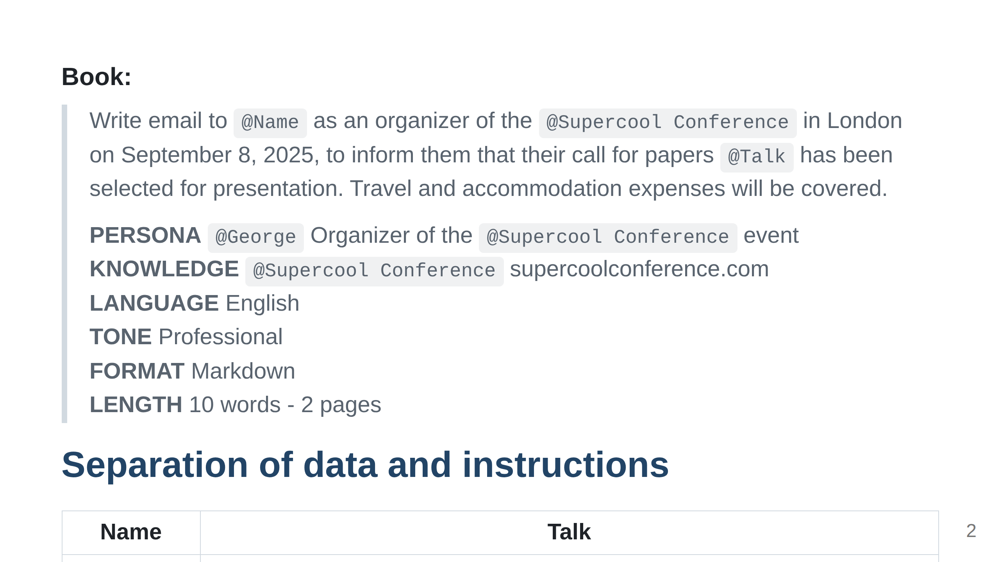 Book:
Write email to @Name as an organizer of the @Supercool Conference in London
on September 8, 2025, to inform them that their call for papers @Talk has been
selected for presentation. Travel and accommodation expenses will be covered.
PERSONA @George Organizer of the @Supercool Conference event
KNOWLEDGE @Supercool Conference supercoolconference.com
LANGUAGE English
TONE Professional
FORMAT Markdown
LENGTH 10 words - 2 pages
Separation of data and instructions
Name Talk
2